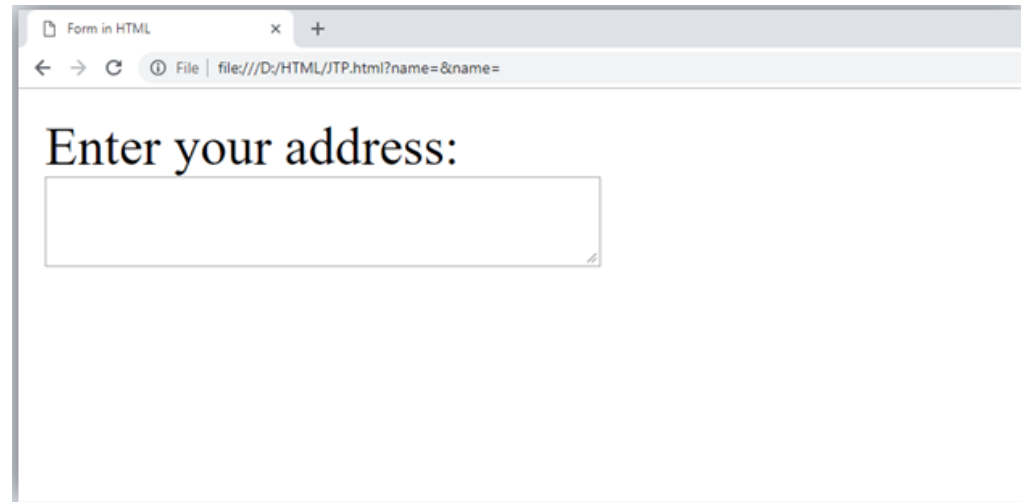 Form in HTML
File | file:///D:/HTML/JTP.html?name=&name=
Enter your address: